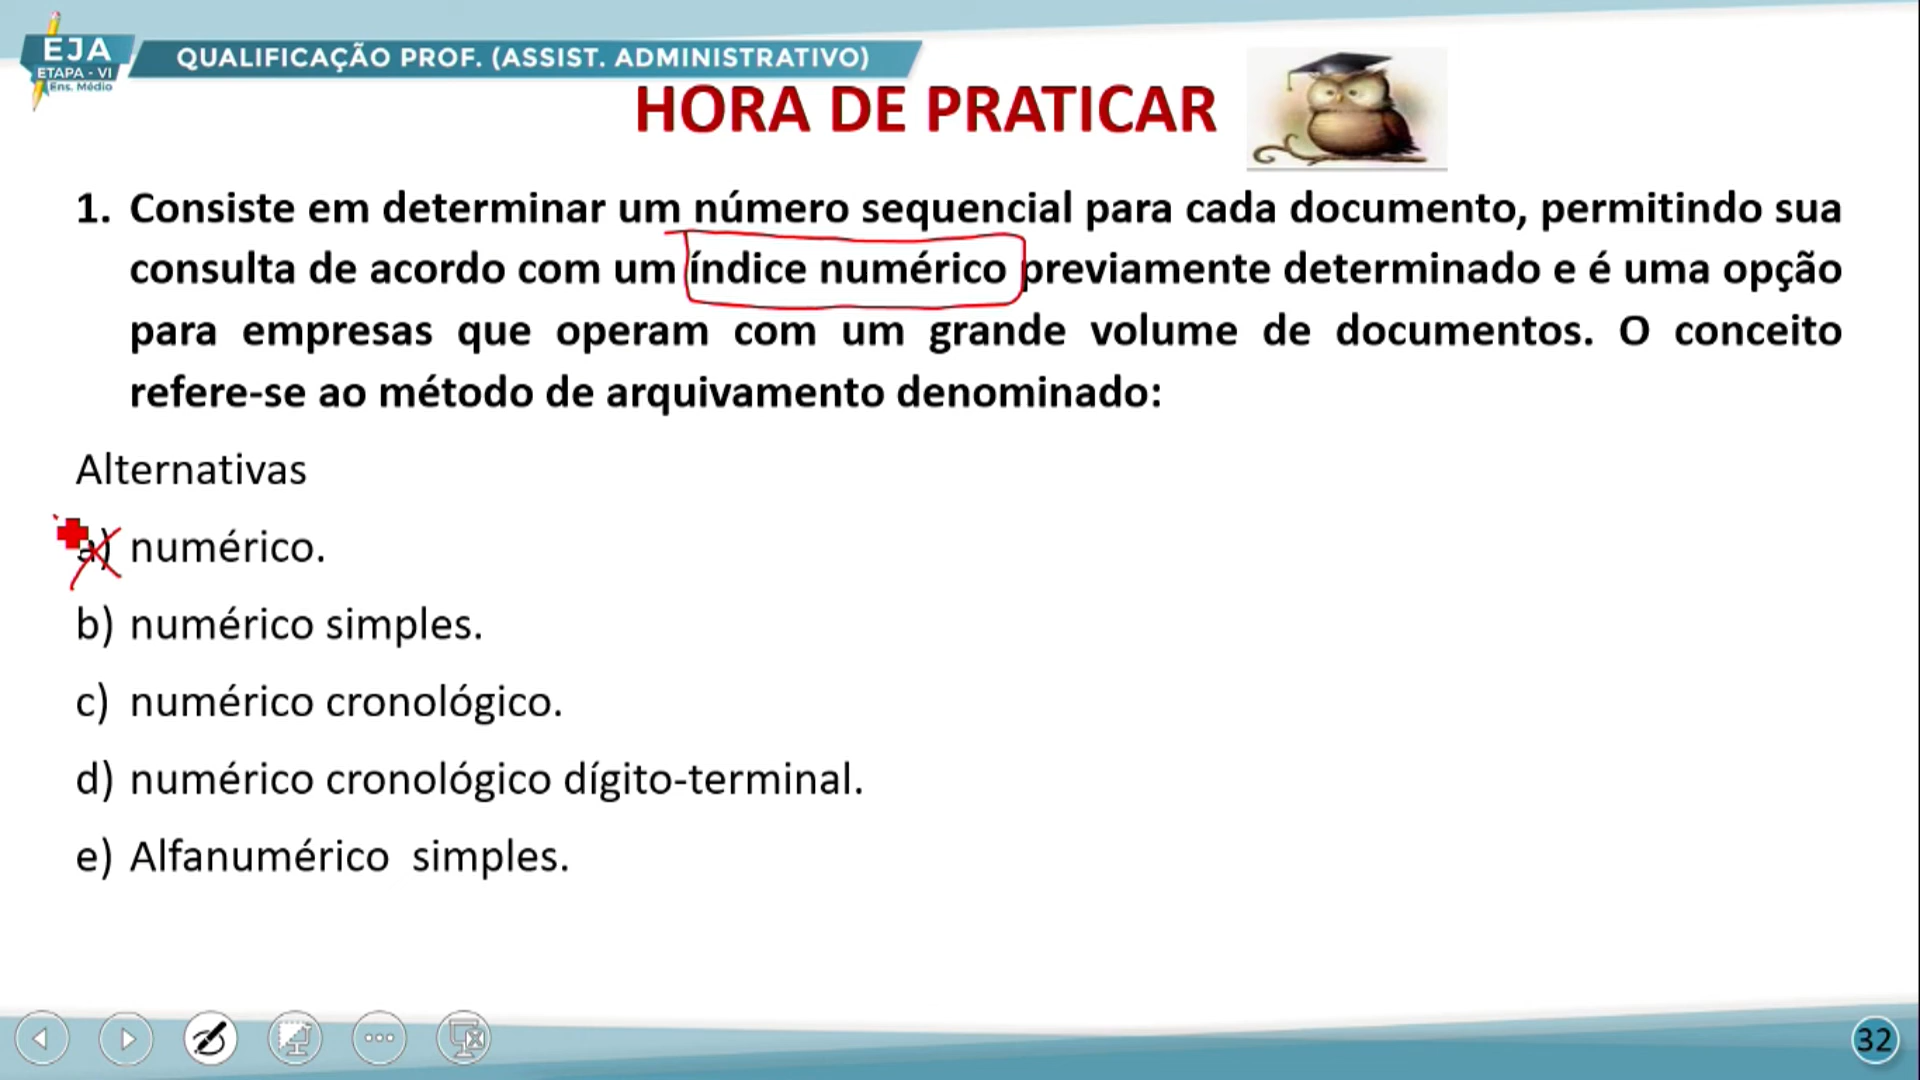 EJA
ETAPA - VI
Ens. Médio
QUALIFICAÇÃO PROF. (ASSIST. ADMINISTRATIVO)
HORA DE PRATICAR
1. Consiste em determinar um número sequencial para cada documento, permitindo sua
consulta de acordo com um índice numérico previamente determinado e é uma opção
para empresas que operam com um grande volume de documentos. O conceito
refere-se ao método de arquivamento denominado:
Alternativas
a) numérico.
b) numérico simples.
c) numérico cronológico.
d) numérico cronológico dígito-terminal.
e) Alfanumérico simples.
32